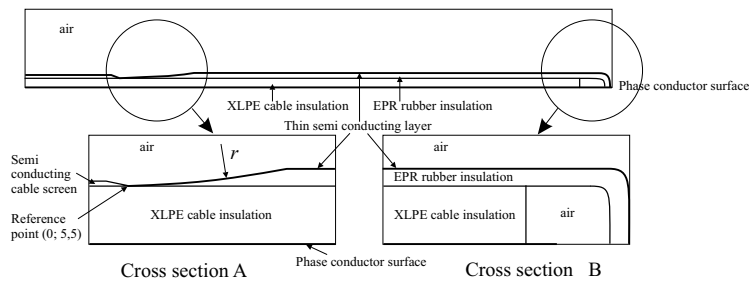 air
XLPE cable insulation
EPR rubber insulation
Phase conductor surface
Thin semi conducting layer
air
r
Semi
conducting
cable screen
XLPE cable insulation
Reference
point (0; 5,5)
Phase conductor surface
Cross section A
air
EPR rubber insulation
XLPE cable insulation
air
Cross section B